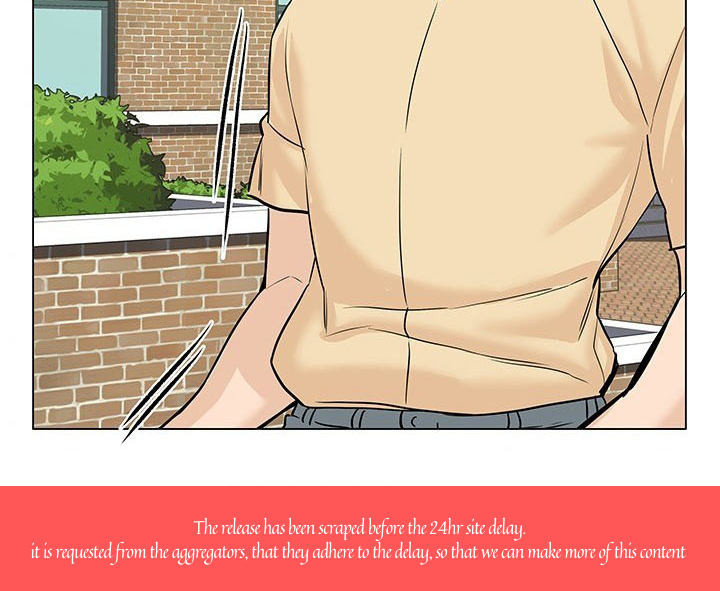 The release has been scraped before the 24hr site delay.
it is requested from the aggregators, that they adhere to the delay, so that we can make more of this content